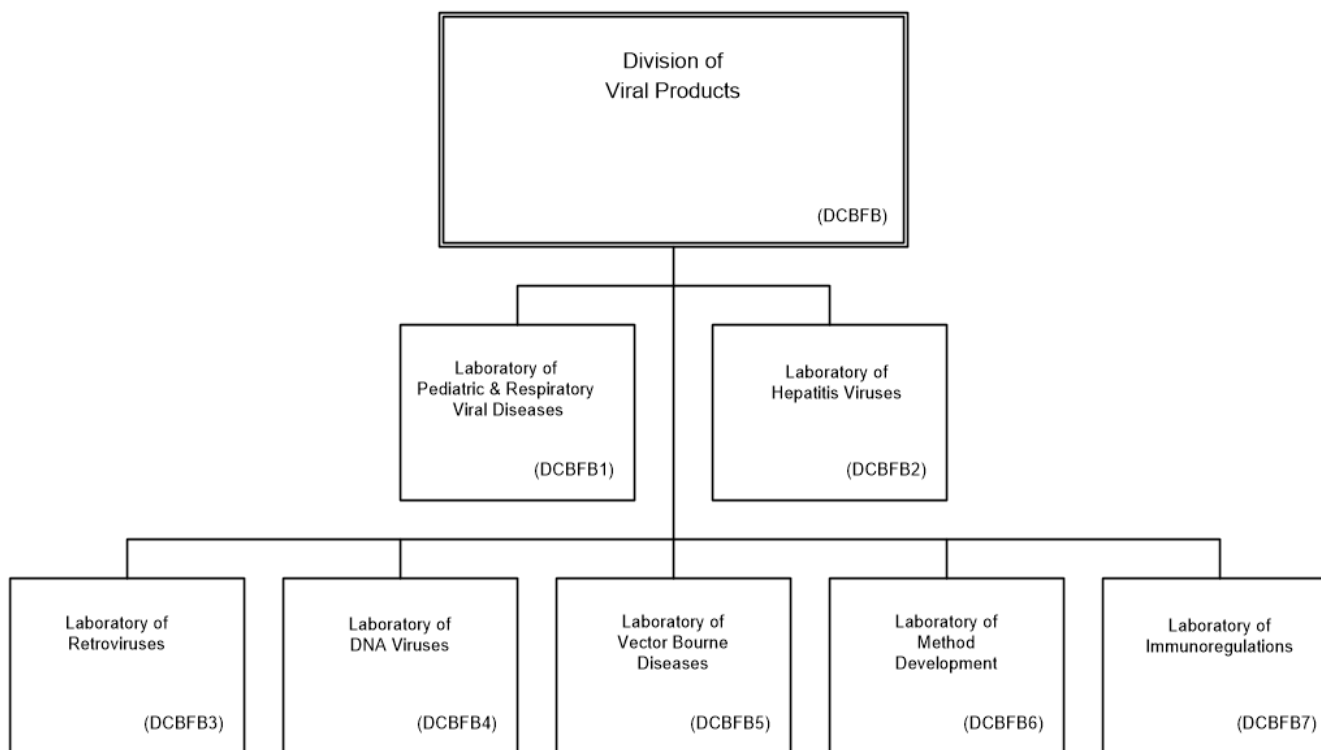 Division of
Viral Products
(DCBFB)
Laboratory of
Pediatric & Respiratory
Viral Diseases
(DCBFB1)
Laboratory of
Hepatitis Viruses
(DCBFB2)
Laboratory of
Retroviruses
(DCBFB3)
Laboratory of
DNA Viruses
(DCBFB4)
Laboratory of
Vector Bourne
Diseases
(DCBFB5)
Laboratory of
Method
Development
(DCBFB6)
Laboratory of
Immunoregulations
(DCBFB7)